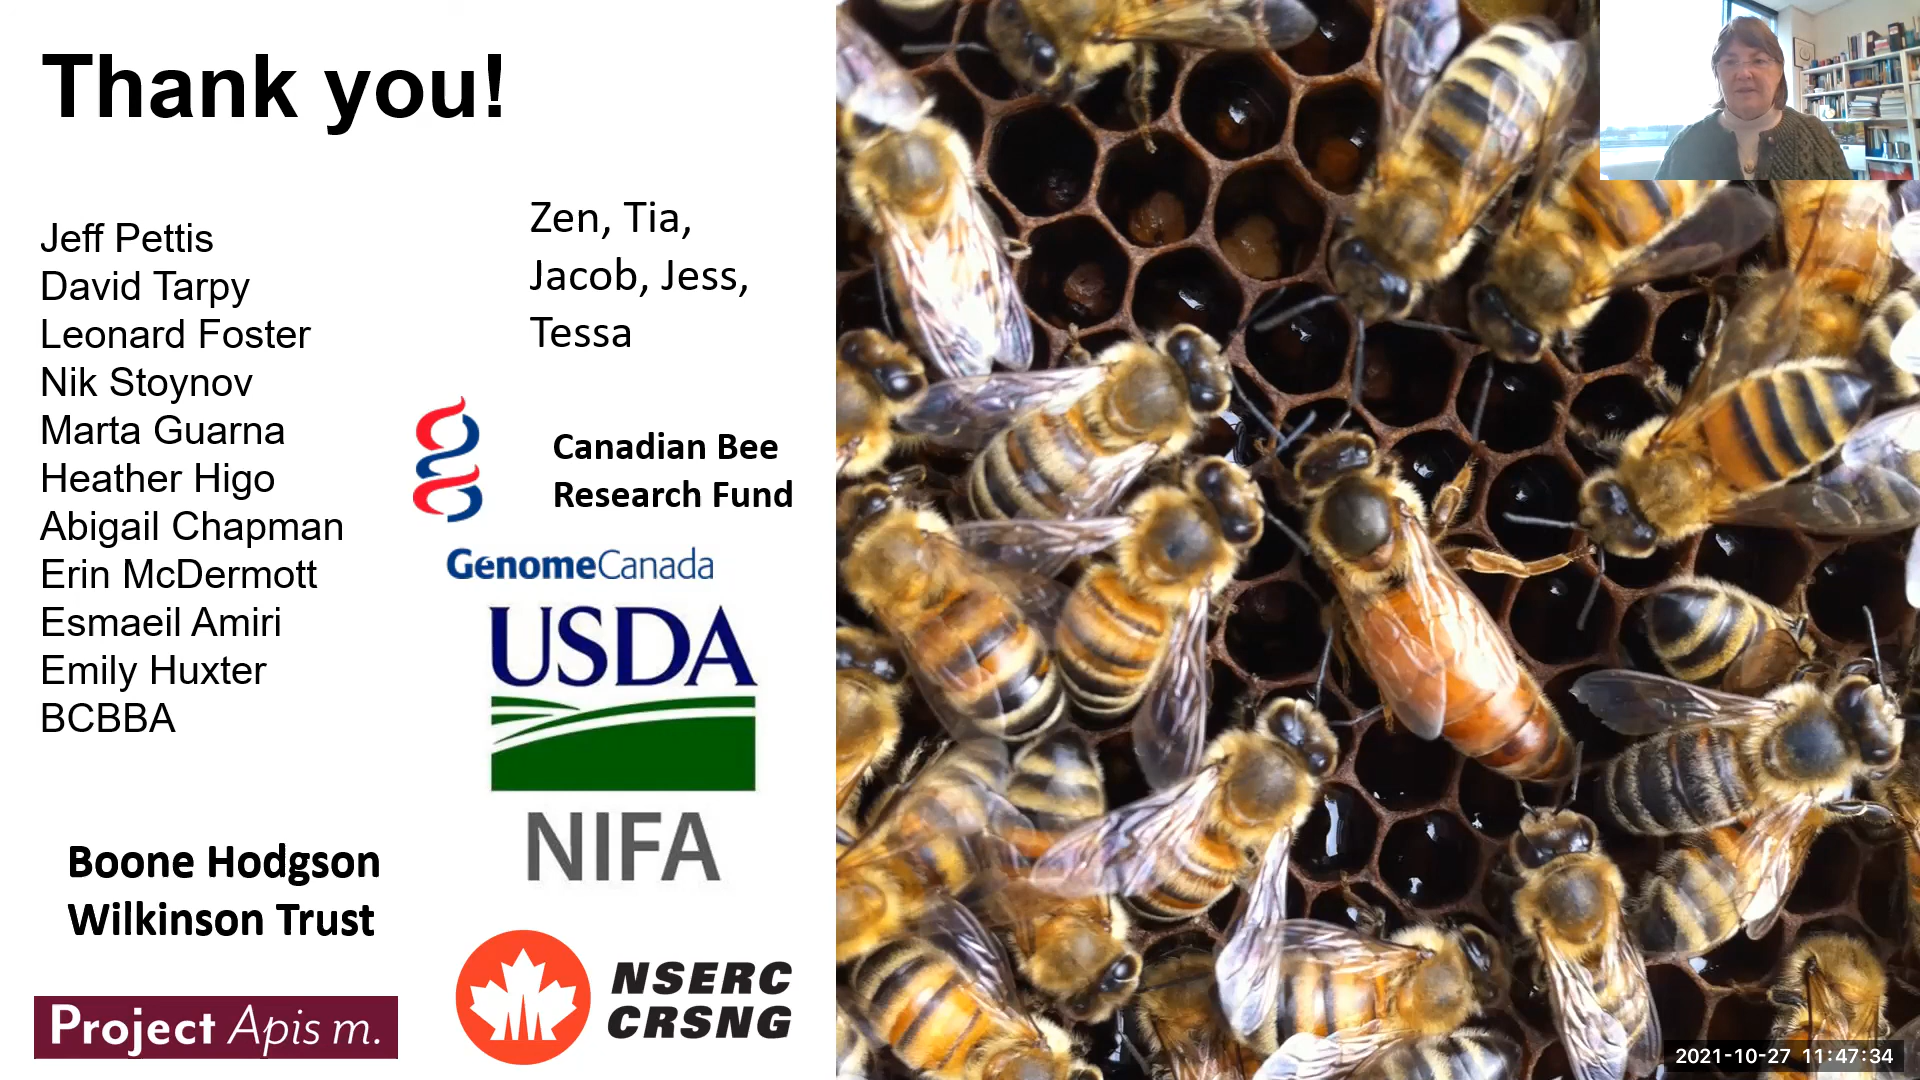 Thank you!
Jeff Pettis
David Tarpy
Leonard Foster
Nik Stoynov
Marta Guarna
Heather Higo
Abigail Chapman
Erin McDermott
Esmaeil Amiri
Emily Huxter
BCBBA
Zen, Tia,
Jacob, Jess,
Tessa
Canadian Bee
Research Fund
GenomeCanada
USDA
NIFA
Boone Hodgson
Wilkinson Trust
Project Apis m.
NSERC
CRSNG
2021-10-27 11:47:34